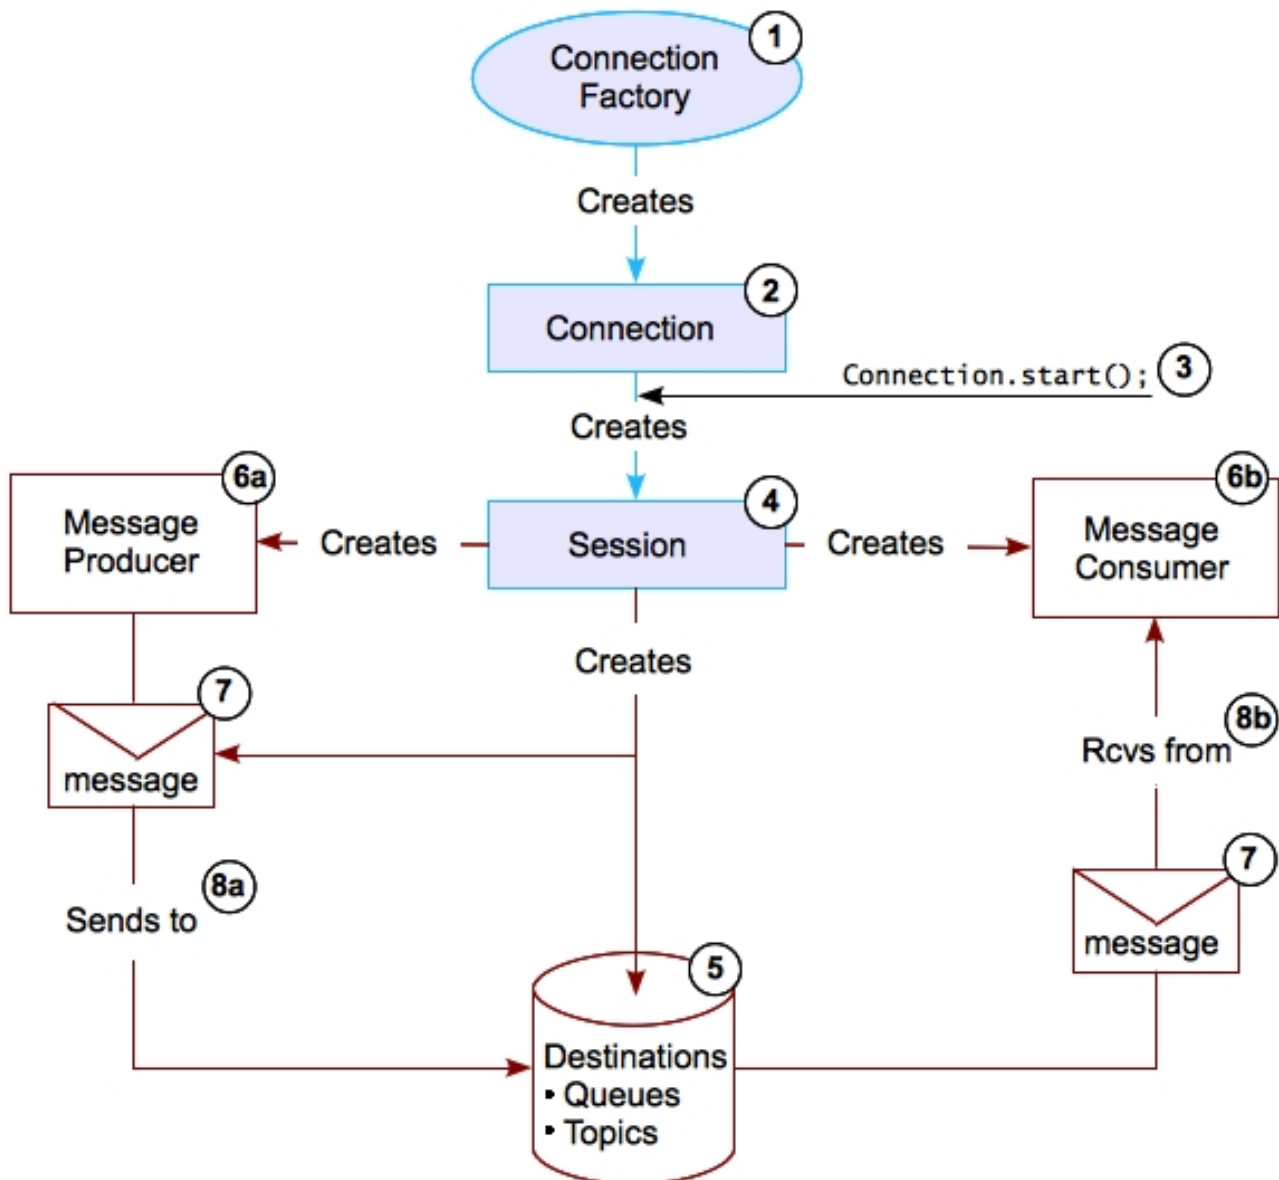 1
Connection
Factory
Creates
2
Connection
Connection.start();
3
Creates
6a
Message
Producer
Creates
4
Session
Creates
6b
Message
Consumer
Creates
7
message
8b
Rcvs from
8a
Sends to
7
message
5
Destinations
• Queues
• Topics